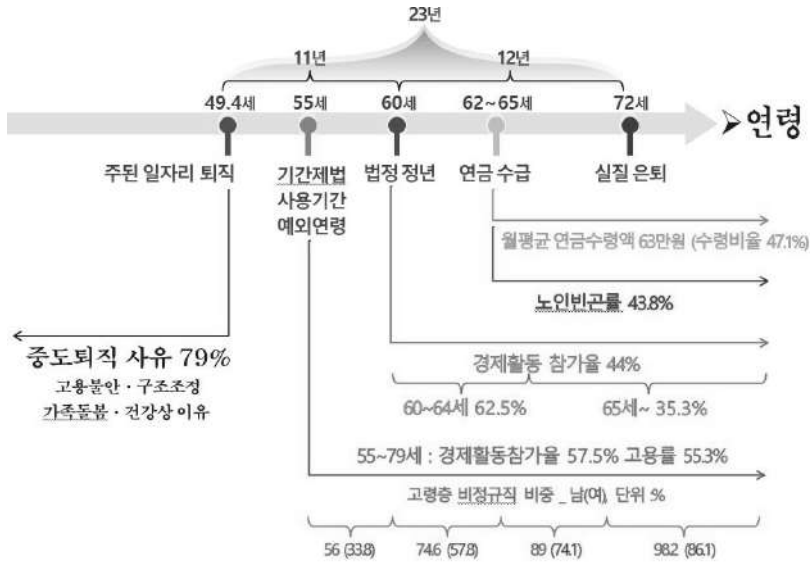 23년
11년 12년
49.4세 55세 60세 62~65세 72세
➤연령
주된 일자리 퇴직 기간제법 법정 정년 연금 수급 실질 은퇴
사용기간
예외연령
월평균 연금수령액 63만원 (수령비율 47.1%)
노인빈곤률 43.8%
중도퇴직 사유 79%
고용불안·구조조정
가족돌봄·건강상 이유
경제활동 참가율 44%
60~64세 62.5% 65세~ 35.3%
55~79세 : 경제활동참가율 57.5% 고용률 55.3%
고령층 비정규직 비중 _ 남(여), 단위 :%
56 (33.8) 74.6 (57.8) 89 (74.1) 98.2 (86.1)